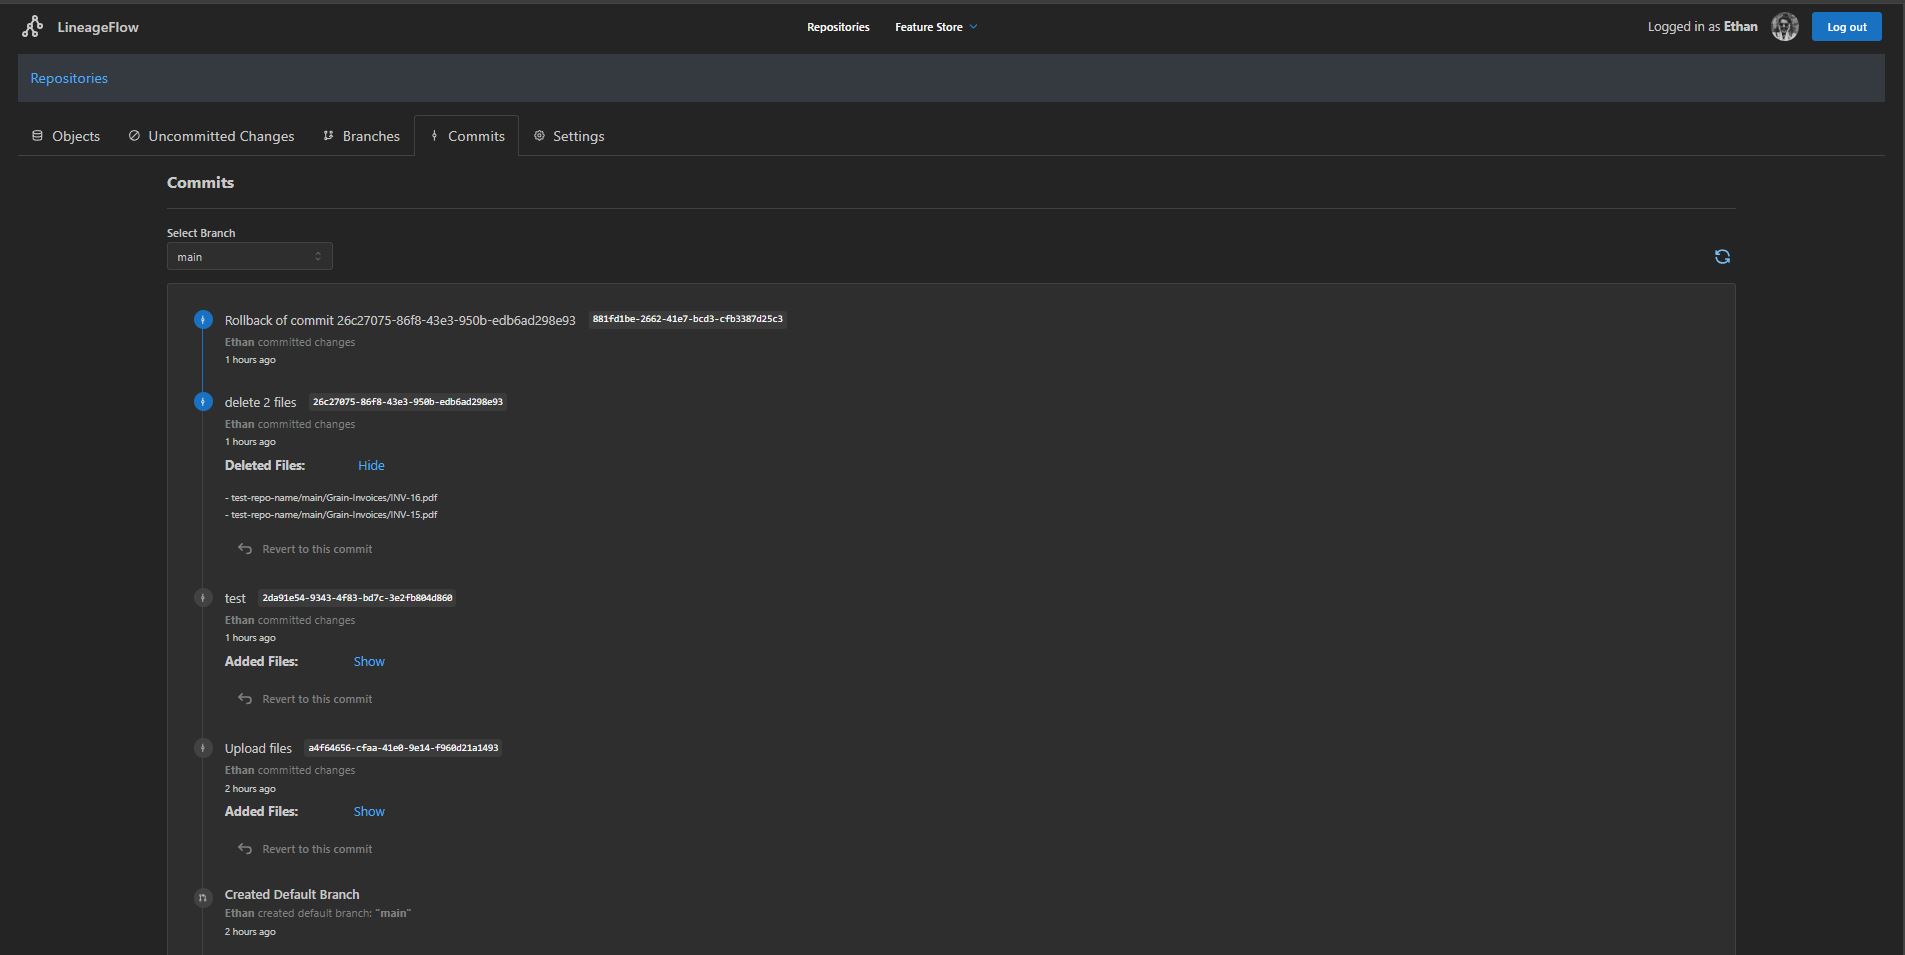 LineageFlow
Repositories
Feature Store
Logged in as Ethan
Log out
Repositories
Objects
Uncommitted Changes
Branches
Commits
Settings
Commits
Select Branch
main
Rollback of commit 26c27075-86f8-43e3-950b-edb6ad298e93 881fd1be-2662-41e7-bcd3-cfb3387d25c3
Ethan committed changes
1 hours ago
delete 2 files 26c27075-86f8-43e3-950b-edb6ad298e93
Ethan committed changes
1 hours ago
Deleted Files: Hide
- test-repo-name/main/Grain-Invoices/INV-16.pdf
- test-repo-name/main/Grain-Invoices/INV-15.pdf
Revert to this commit
test 2da91e54-9343-4f83-bd7c-3e2fb804d860
Ethan committed changes
1 hours ago
Added Files: Show
Revert to this commit
Upload files a4f64656-cfaa-41e0-9e14-f960d21a1493
Ethan committed changes
2 hours ago
Added Files: Show
Revert to this commit
Created Default Branch
Ethan created default branch: "main"
2 hours ago